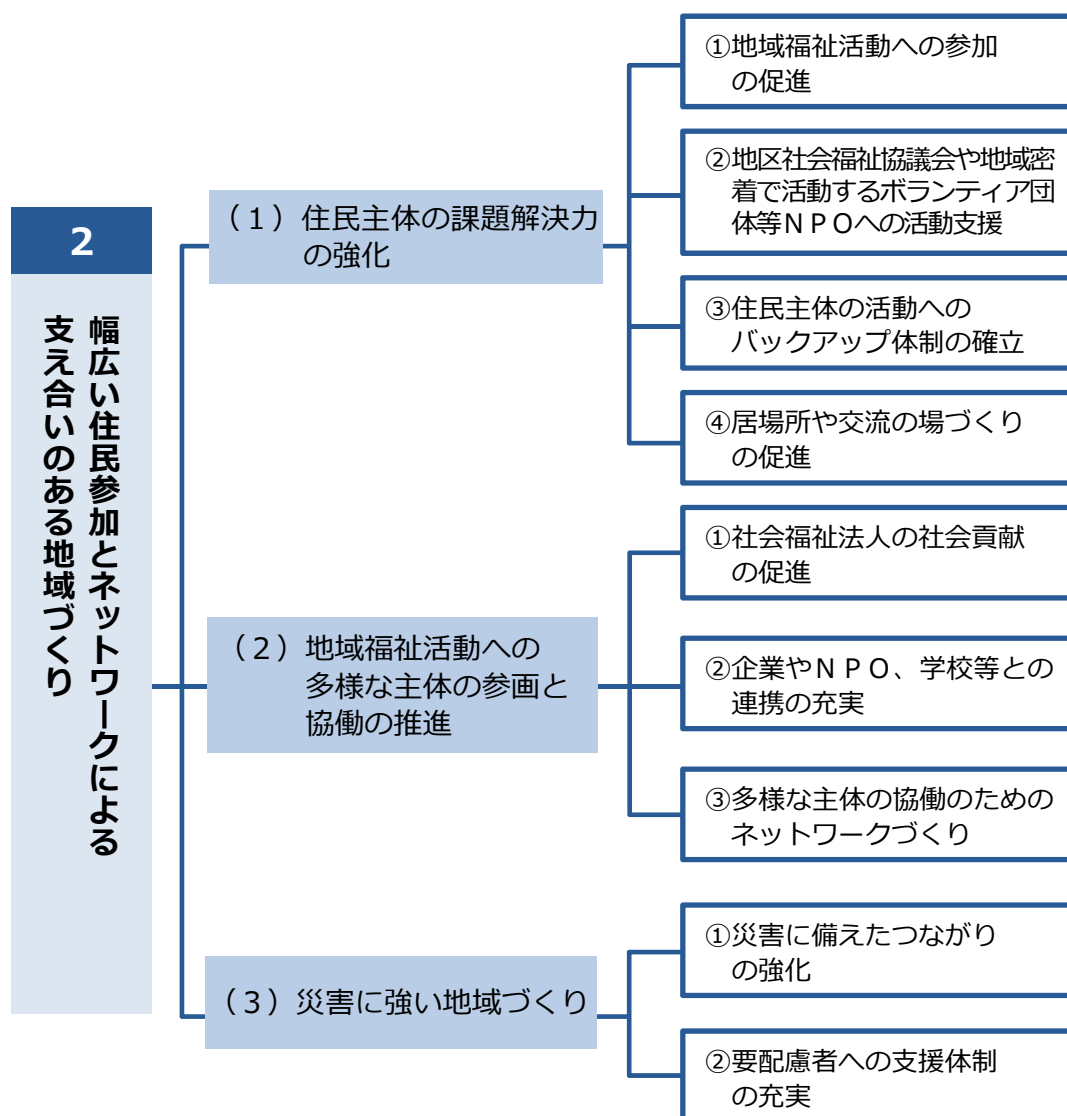 2
幅広い住民参加とネットワークによる
支え合いのある地域づくり
（１）住民主体の課題解決力
の強化
①地域福祉活動への参加
の促進
②地区社会福祉協議会や地域密
着で活動するボランティア団
体等ＮＰＯへの活動支援
③住民主体の活動への
バックアップ体制の確立
④居場所や交流の場づくり
の促進
（２）地域福祉活動への
多様な主体の参画と
協働の推進
①社会福祉法人の社会貢献
の促進
②企業やＮＰＯ、学校等との
連携の充実
③多様な主体の協働のための
ネットワークづくり
（３）災害に強い地域づくり
①災害に備えたつながり
の強化
②要配慮者への支援体制
の充実